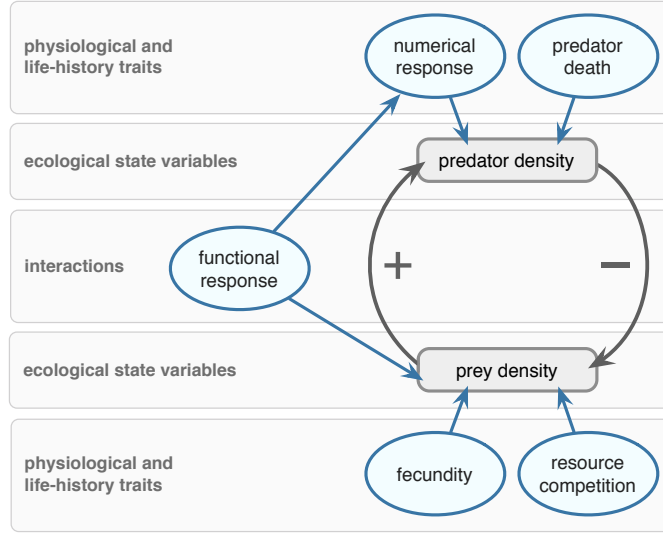 physiological and
life-history traits
numerical
response
predator
death
ecological state variables
predator density
interactions
functional
response
+
−
ecological state variables
prey density
physiological and
life-history traits
fecundity
resource
competition